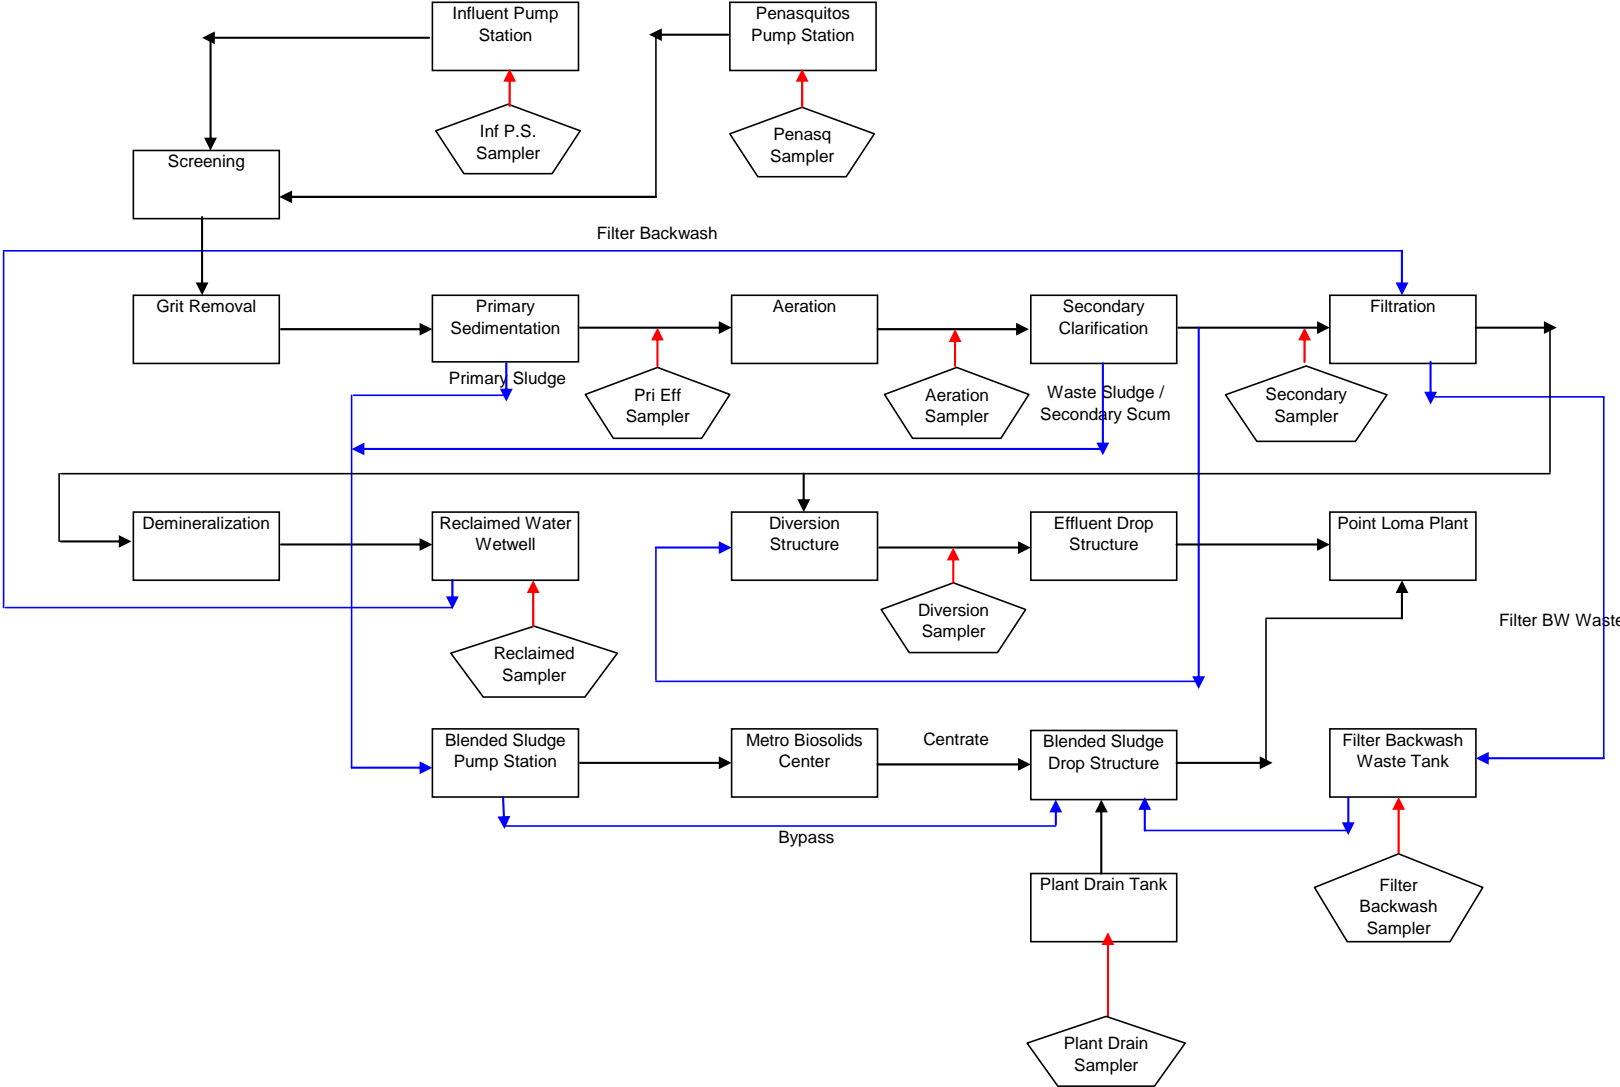 Influent Pump
Station
Penasquitos
Pump Station
Inf P.S.
Sampler
Penasq
Sampler
Screening
Filter Backwash
Grit Removal
Primary
Sedimentation
Aeration
Secondary
Clarification
Filtration
Primary Sludge
Pri Eff
Sampler
Aeration
Sampler
Waste Sludge /
Secondary Scum
Secondary
Sampler
Demineralization
Reclaimed Water
Wetwell
Diversion
Structure
Effluent Drop
Structure
Point Loma Plant
Diversion
Sampler
Filter BW Waste
Reclaimed
Sampler
Blended Sludge
Pump Station
Metro Biosolids
Center
Centrate
Blended Sludge
Drop Structure
Filter Backwash
Waste Tank
Bypass
Plant Drain Tank
Filter
Backwash
Sampler
Plant Drain
Sampler